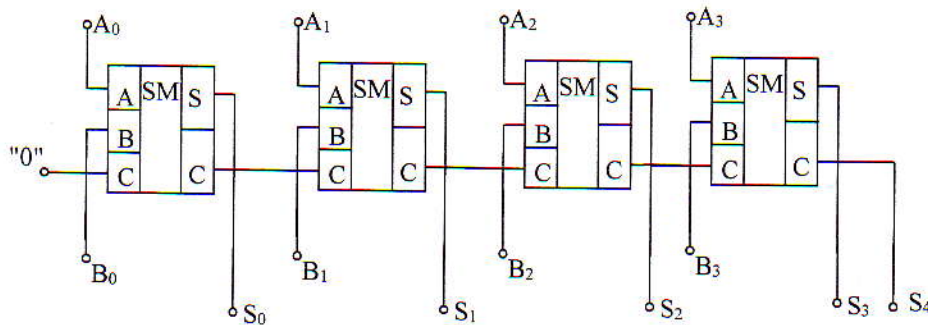 A₀ A₁ A₂ A₃
A SM S A SM S A SM S A SM S
B B B B
"0" C C C C C C C C
B₀ B₁ B₂ B₃
S₀ S₁ S₂ S₃ S₄